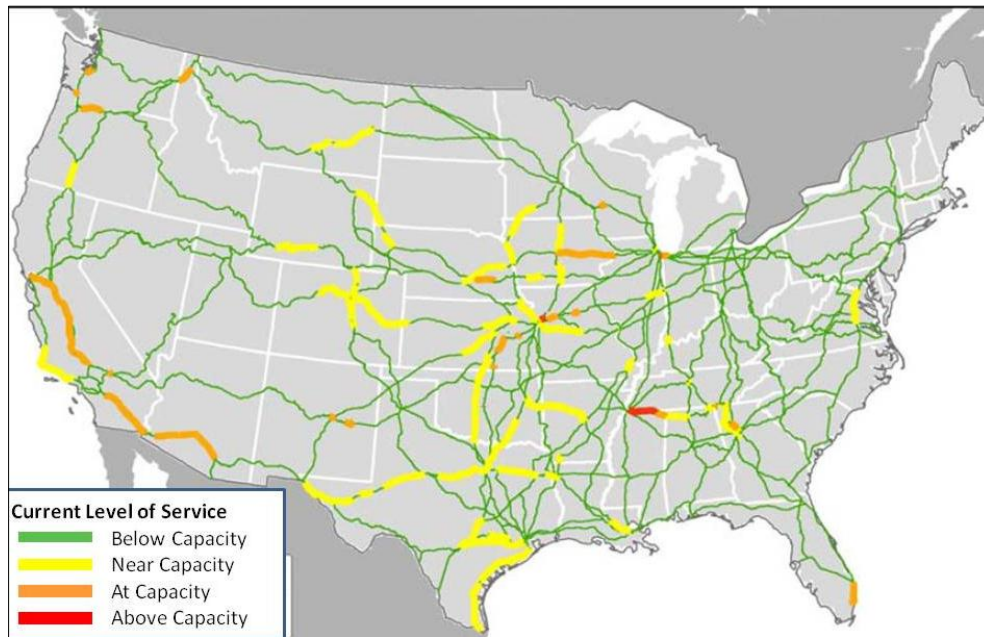 Current Level of Service
Below Capacity
Near Capacity
At Capacity
Above Capacity